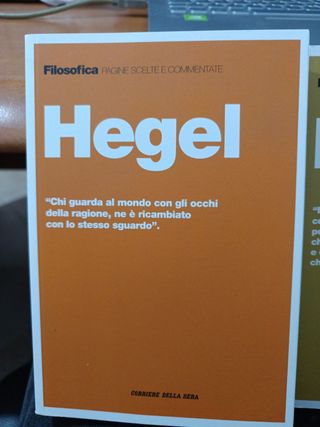 Filosofica PAGINE SCELTE E COMMENTATE
Hegel
“Chi guarda al mondo con gli occhi
della ragione, ne è ricambiato
con lo stesso sguardo”.
CORRIERE DELLA SERA